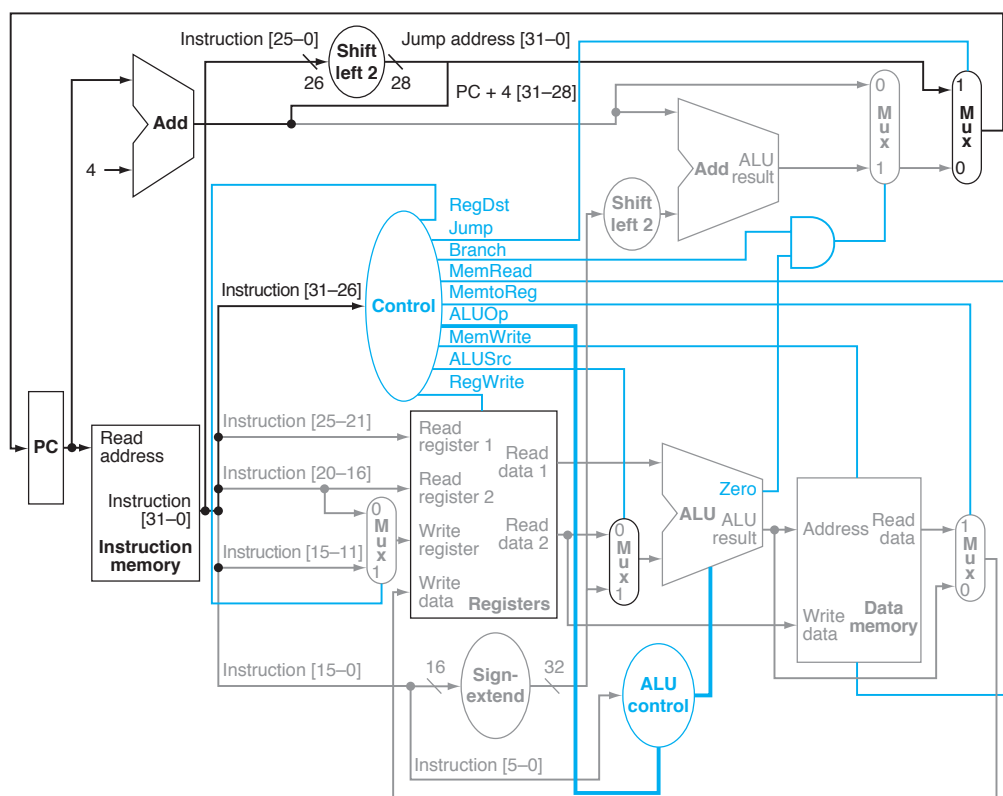 Instruction [25–0]
Shift
left 2
Jump address [31–0]
26
28
PC + 4 [31–28]
Add
4
0
M
u
x
1
1
M
u
x
0
Add
ALU
result
Shift
left 2
RegDst
Jump
Branch
MemRead
MemtoReg
ALUOp
MemWrite
ALUSrc
RegWrite
Instruction [31–26]
Control
PC
Read
address
Instruction
[31–0]
Instruction
memory
Instruction [25–21]
Instruction [20–16]
Instruction [15–11]
0
M
u
x
1
Read
register 1
Read
register 2
Write
register
Write
data
Read
data 1
Read
data 2
Registers
0
M
u
x
1
Zero
ALU
ALU
result
Address
Read
data
Write
data
Data
memory
1
M
u
x
0
Instruction [15–0]
16
Sign-
extend
32
ALU
control
Instruction [5–0]